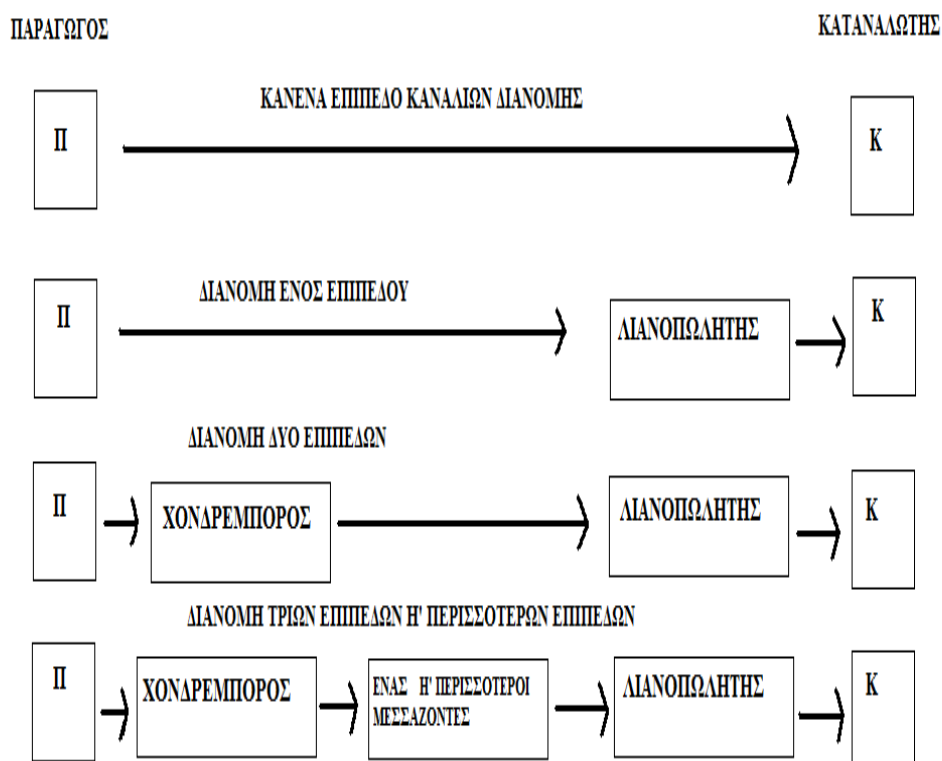 ΠΑΡΑΓΩΓΟΣ
ΚΑΤΑΝΑΛΩΤΗΣ
ΚΑΝΕΝΑ ΕΠΙΠΕΔΟ ΚΑΝΑΛΙΩΝ ΔΙΑΝΟΜΗΣ
Π
Κ
ΔΙΑΝΟΜΗ ΕΝΟΣ ΕΠΙΠΕΔΟΥ
Π
ΛΙΑΝΟΠΩΛΗΤΗΣ
Κ
ΔΙΑΝΟΜΗ ΔΥΟ ΕΠΙΠΕΔΩΝ
Π
ΧΟΝΔΡΕΜΠΟΡΟΣ
ΛΙΑΝΟΠΩΛΗΤΗΣ
Κ
ΔΙΑΝΟΜΗ ΤΡΙΩΝ ΕΠΙΠΕΔΩΝ Η' ΠΕΡΙΣΣΟΤΕΡΩΝ ΕΠΙΠΕΔΩΝ
Π
ΧΟΝΔΡΕΜΠΟΡΟΣ
ΕΝΑΣ Η' ΠΕΡΙΣΣΟΤΕΡΟΙ
ΜΕΣΣΑΖΟΝΤΕΣ
ΛΙΑΝΟΠΩΛΗΤΗΣ
Κ